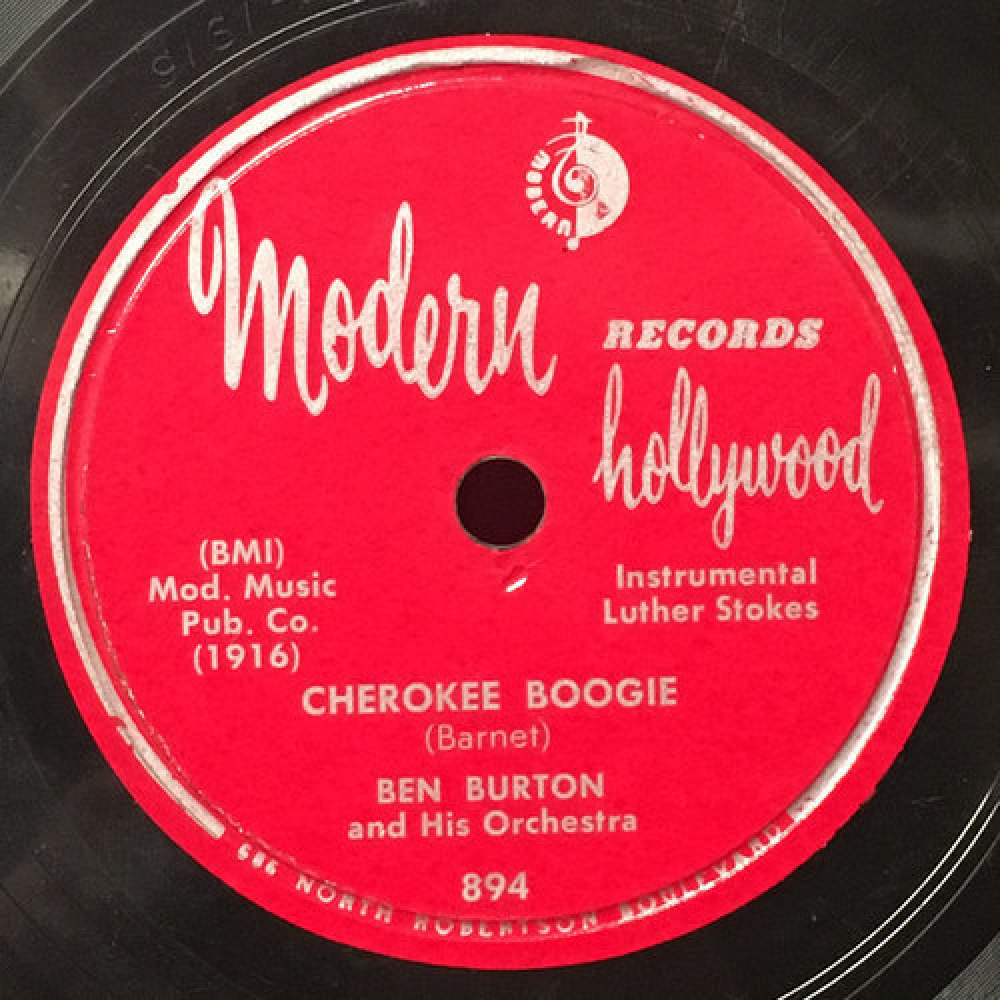 MODERN
Modern
RECORDS
hollywood
(BMI)
Mod. Music
Pub. Co.
(1916)
Instrumental
Luther Stokes
CHEROKEE BOOGIE
(Barnet)
BEN BURTON
and His Orchestra
894
686 NORTH ROBERTSON BOULEVARD